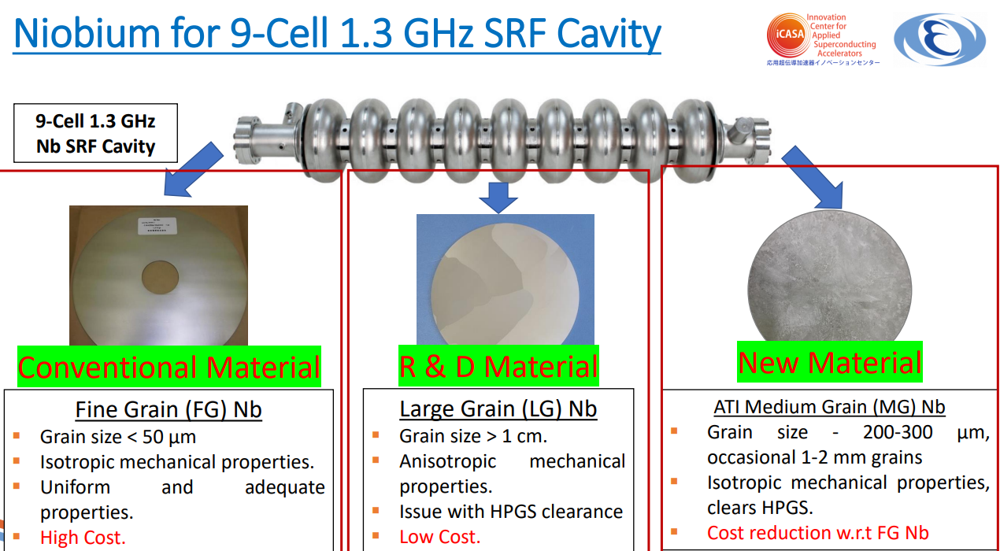 Niobium for 9-Cell 1.3 GHz SRF Cavity
iCASA
Innovation
Center for
Applied
Superconducting
Accelerators
応用超伝導加速器イノベーションセンター
9-Cell 1.3 GHz
Nb SRF Cavity
Conventional Material
Fine Grain (FG) Nb
▪ Grain size < 50 µm
▪ Isotropic mechanical properties.
▪ Uniform and adequate
properties.
▪ High Cost.
R & D Material
Large Grain (LG) Nb
▪ Grain size > 1 cm.
▪ Anisotropic mechanical
properties.
▪ Issue with HPGS clearance
▪ Low Cost.
New Material
ATI Medium Grain (MG) Nb
▪ Grain size - 200-300 µm,
occasional 1-2 mm grains
▪ Isotropic mechanical properties,
clears HPGS.
▪ Cost reduction w.r.t FG Nb